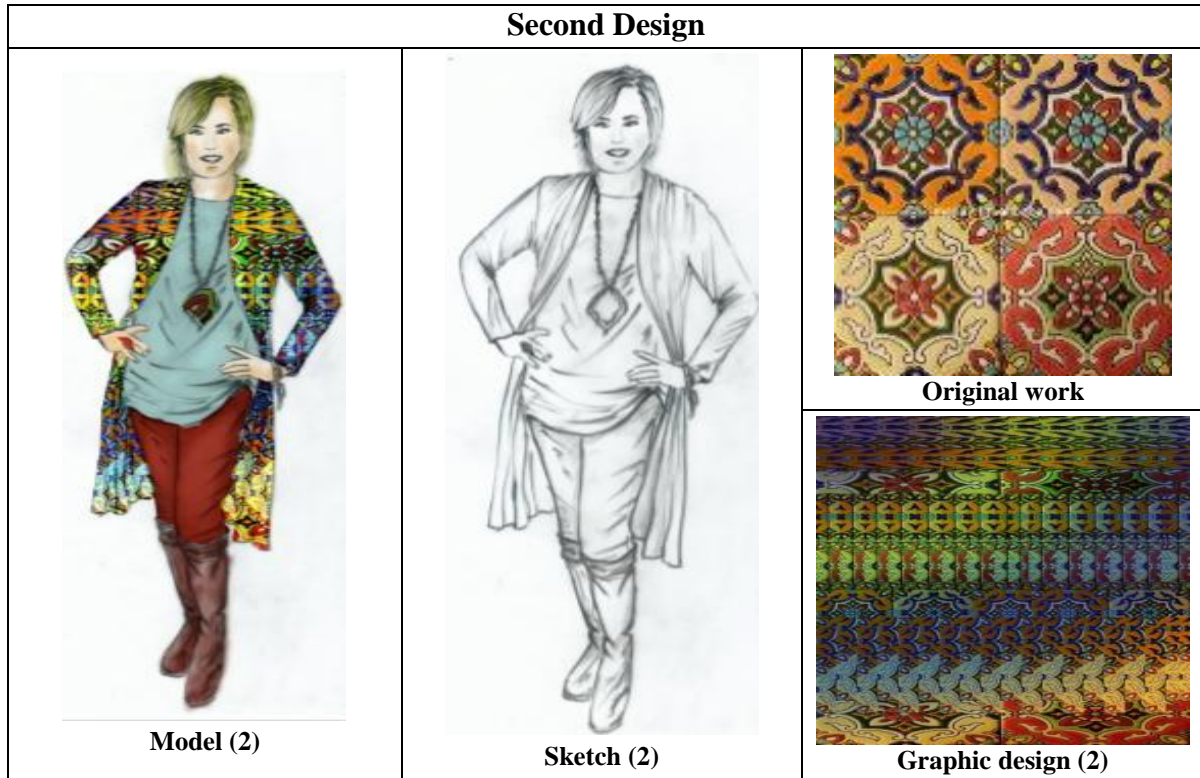 Second Design
Model (2)
Sketch (2)
Original work
Graphic design (2)